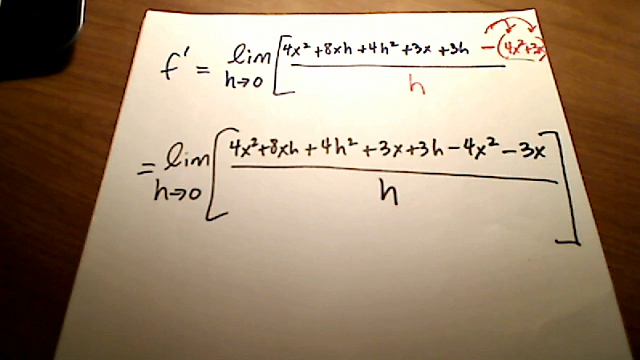 f' = lim h→0 [4x² + 8xh + 4h² + 3x + 3h - (4x² + 3x) / h
= lim h→0 [4x² + 8xh + 4h² + 3x + 3h - 4x² - 3x / h]